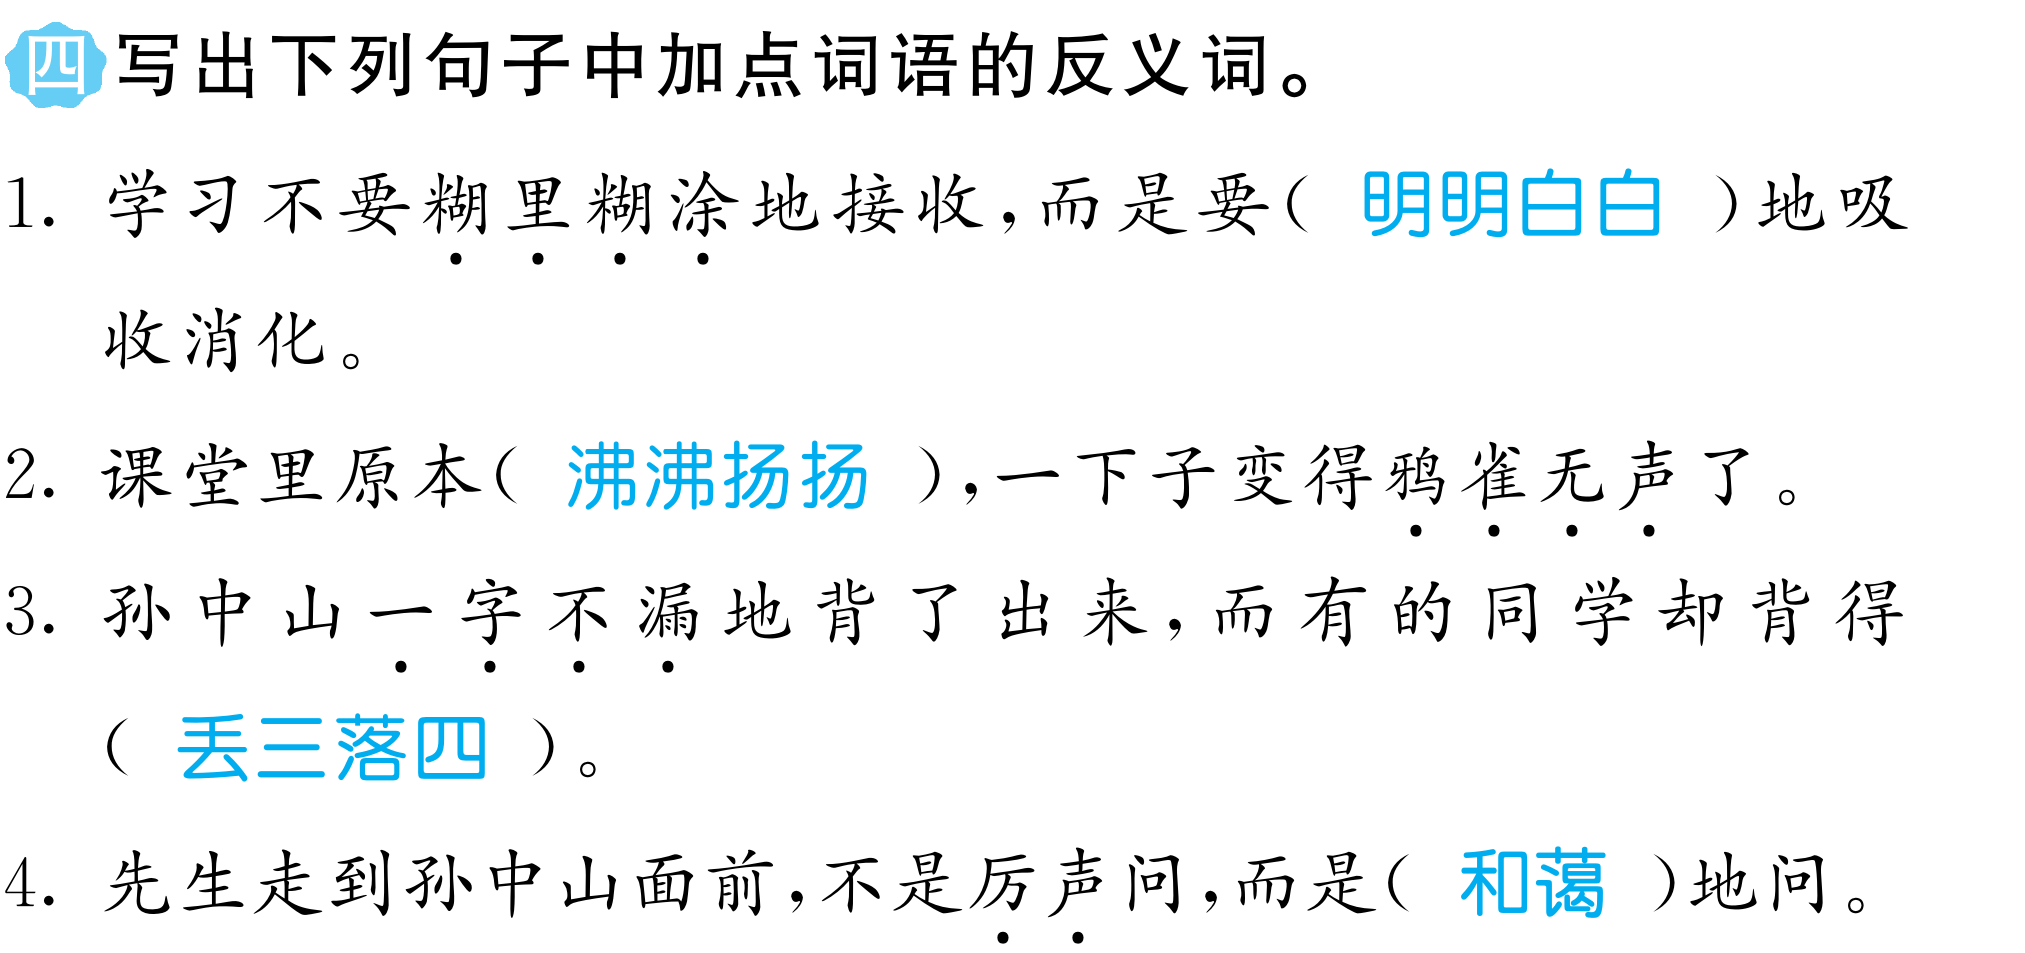 四 写出下列句子中加点词语的反义词。
1. 学习不要糊里糊涂地接收,而是要( 明明白白 )地吸
收消化。
2. 课堂里原本( 沸沸扬扬 ),一下子变得鸦雀无声了。
3. 孙中山一字不漏地背了出来,而有的同学却背得
( 丢三落四 )。
4. 先生走到孙中山面前,不是厉声问,而是( 和蔼 )地问。